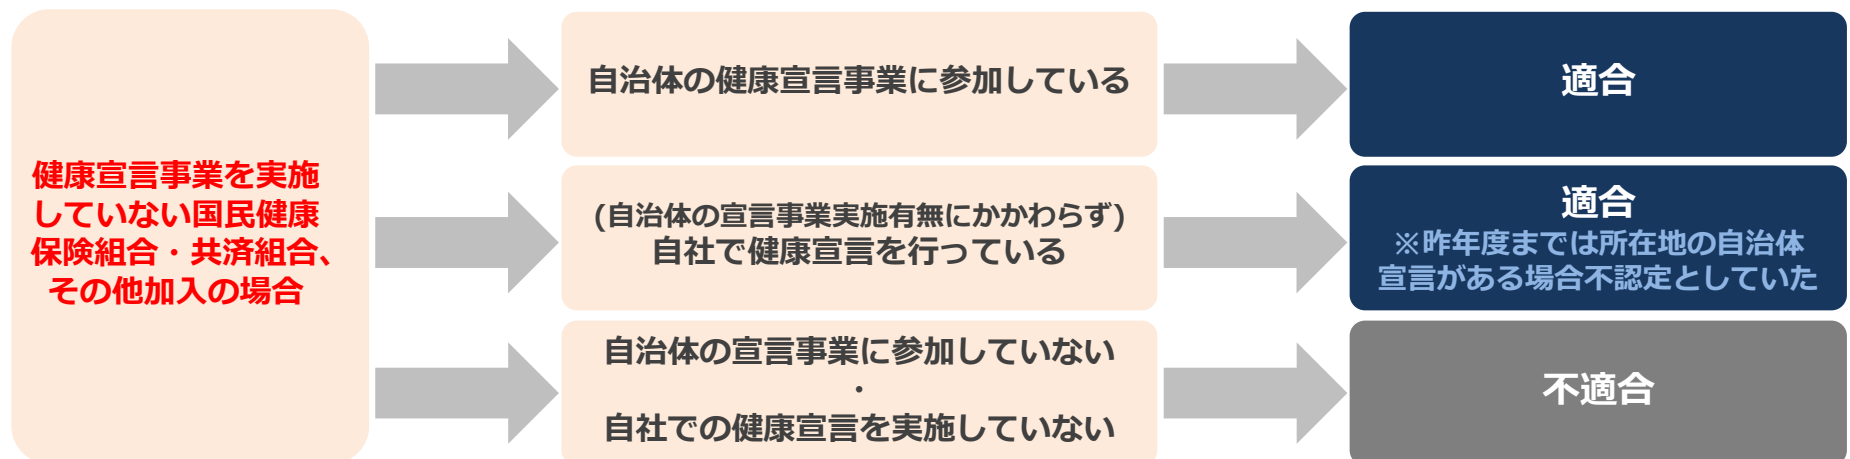 健康宣言事業を実施
していない国民健康
保険組合・共済組合、
その他加入の場合
自治体の健康宣言事業に参加している
適合
(自治体の宣言事業実施有無にかかわらず)
自社で健康宣言を行っている
適合
※昨年度までは所在地の自治体
宣言がある場合不認定としていた
自治体の宣言事業に参加していない
・
自社での健康宣言を実施していない
不適合